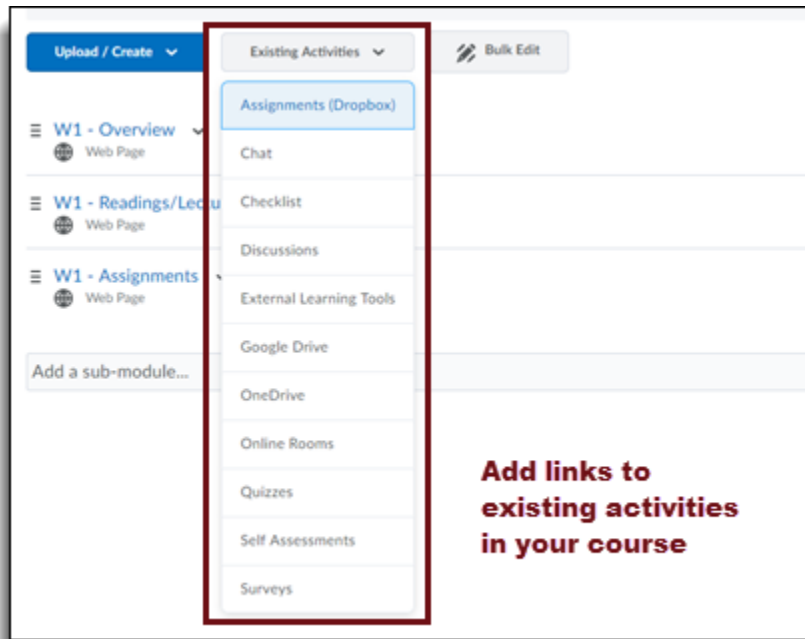 Upload / Create
Existing Activities
Bulk Edit
Assignments (Dropbox)
W1 - Overview
Web Page
Chat
W1 - Readings/Lectu
Checklist
Web Page
Discussions
W1 - Assignments
Web Page
External Learning Tools
Google Drive
Add a sub-module...
OneDrive
Online Rooms
Quizzes
Self Assessments
Surveys
Add links to
existing activities
in your course